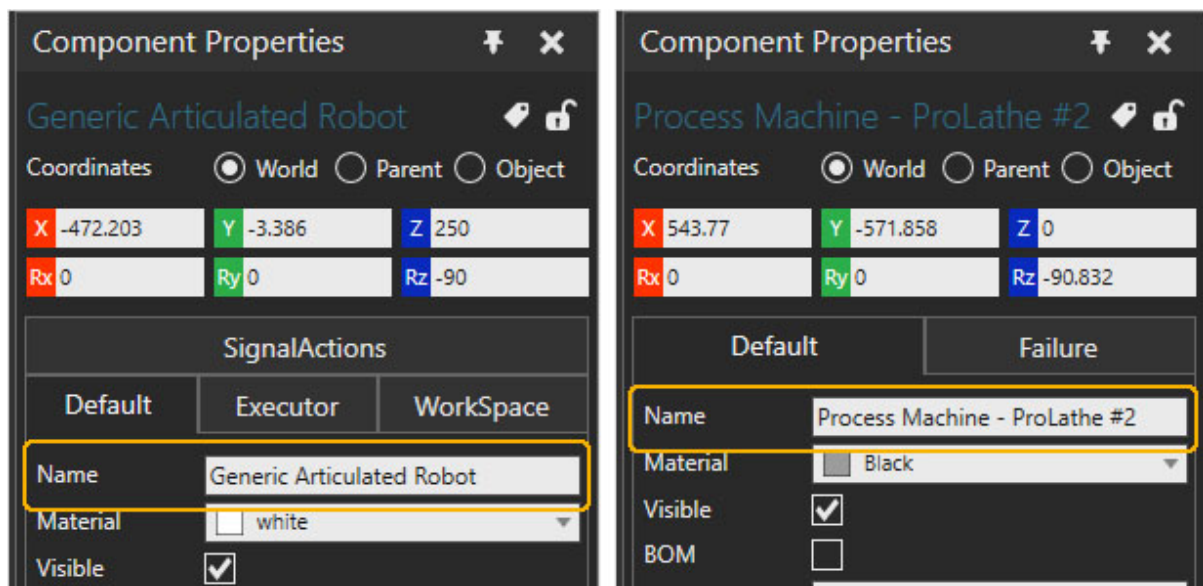 Component Properties
Generic Articulated Robot
Coordinates World Parent Object
X -472.203 Y -3.386 Z 250
Rx 0 Ry 0 Rz -90
SignalActions
Default Executor WorkSpace
Name Generic Articulated Robot
Material white
Visible
Component Properties
Process Machine - ProLathe #2
Coordinates World Parent Object
X 543.77 Y -571.858 Z 0
Rx 0 Ry 0 Rz -90.832
Default Failure
Name Process Machine - ProLathe #2
Material Black
Visible
BOM